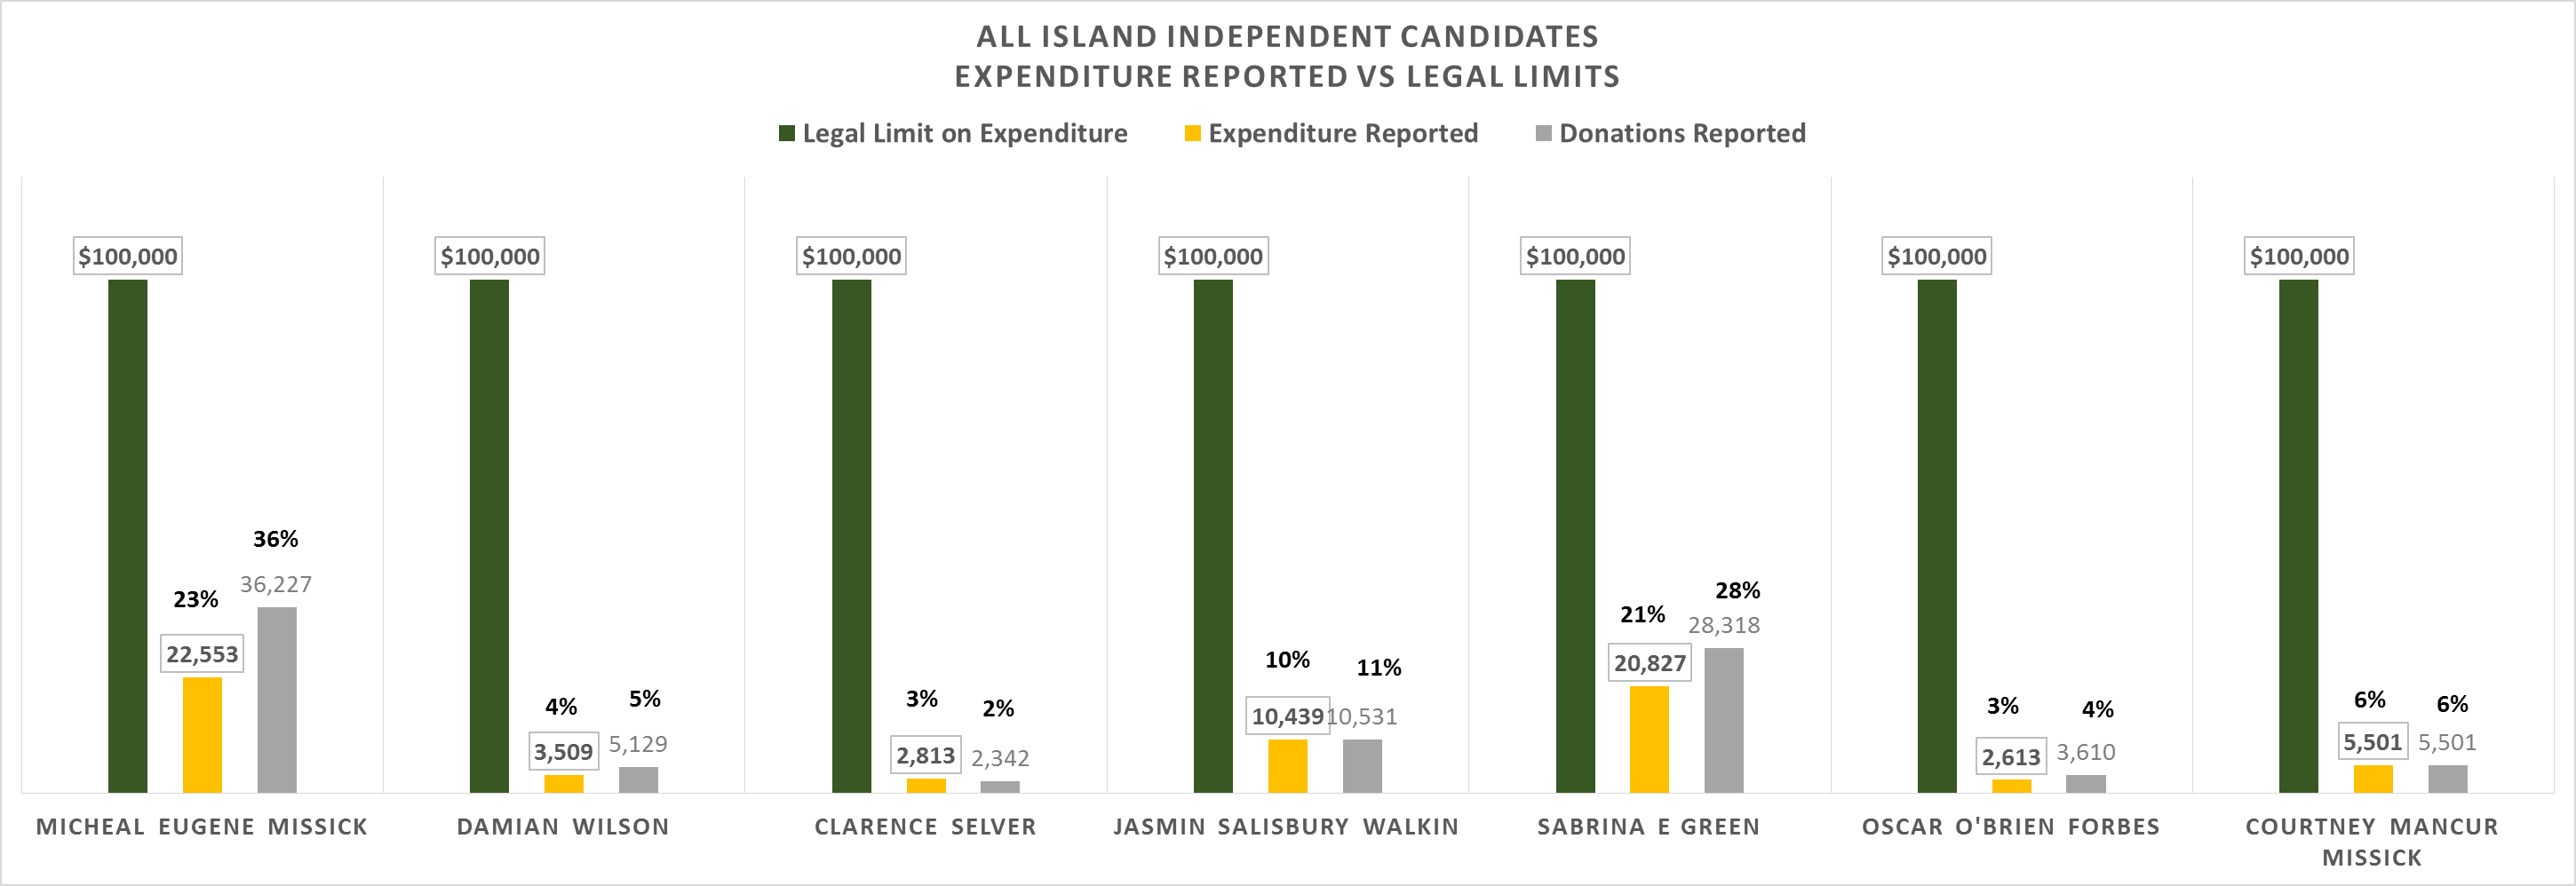 ALL ISLAND INDEPENDENT CANDIDATES
EXPENDITURE REPORTED VS LEGAL LIMITS
Legal Limit on Expenditure
Expenditure Reported
Donations Reported
$100,000
23%
22,553
36%
36,227
MICHEAL EUGENE MISSICK
$100,000
4%
3,509
5%
5,129
DAMIAN WILSON
$100,000
3%
2,813
2%
2,342
CLARENCE SELVER
$100,000
10%
10,439
11%
10,531
JASMIN SALISBURY WALKIN
$100,000
21%
20,827
28%
28,318
SABRINA E GREEN
$100,000
3%
2,613
4%
3,610
OSCAR O'BRIEN FORBES
$100,000
6%
5,501
6%
5,501
COURTNEY MANCUR
MISSICK